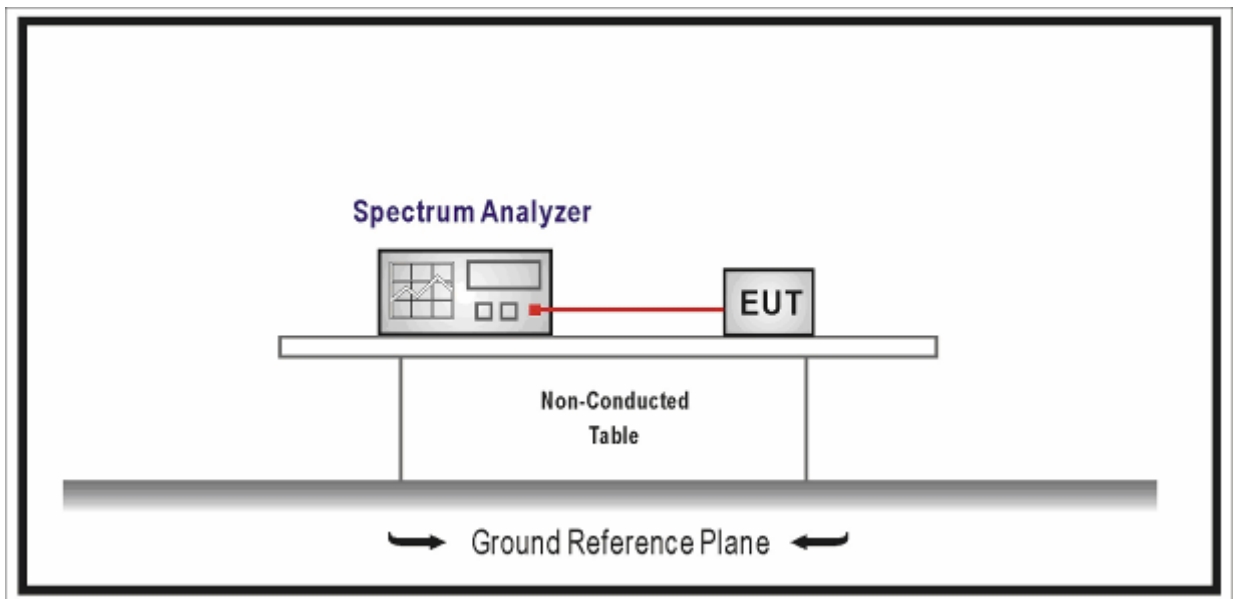 Spectrum Analyzer
EUT
Non-Conducted
Table
Ground Reference Plane